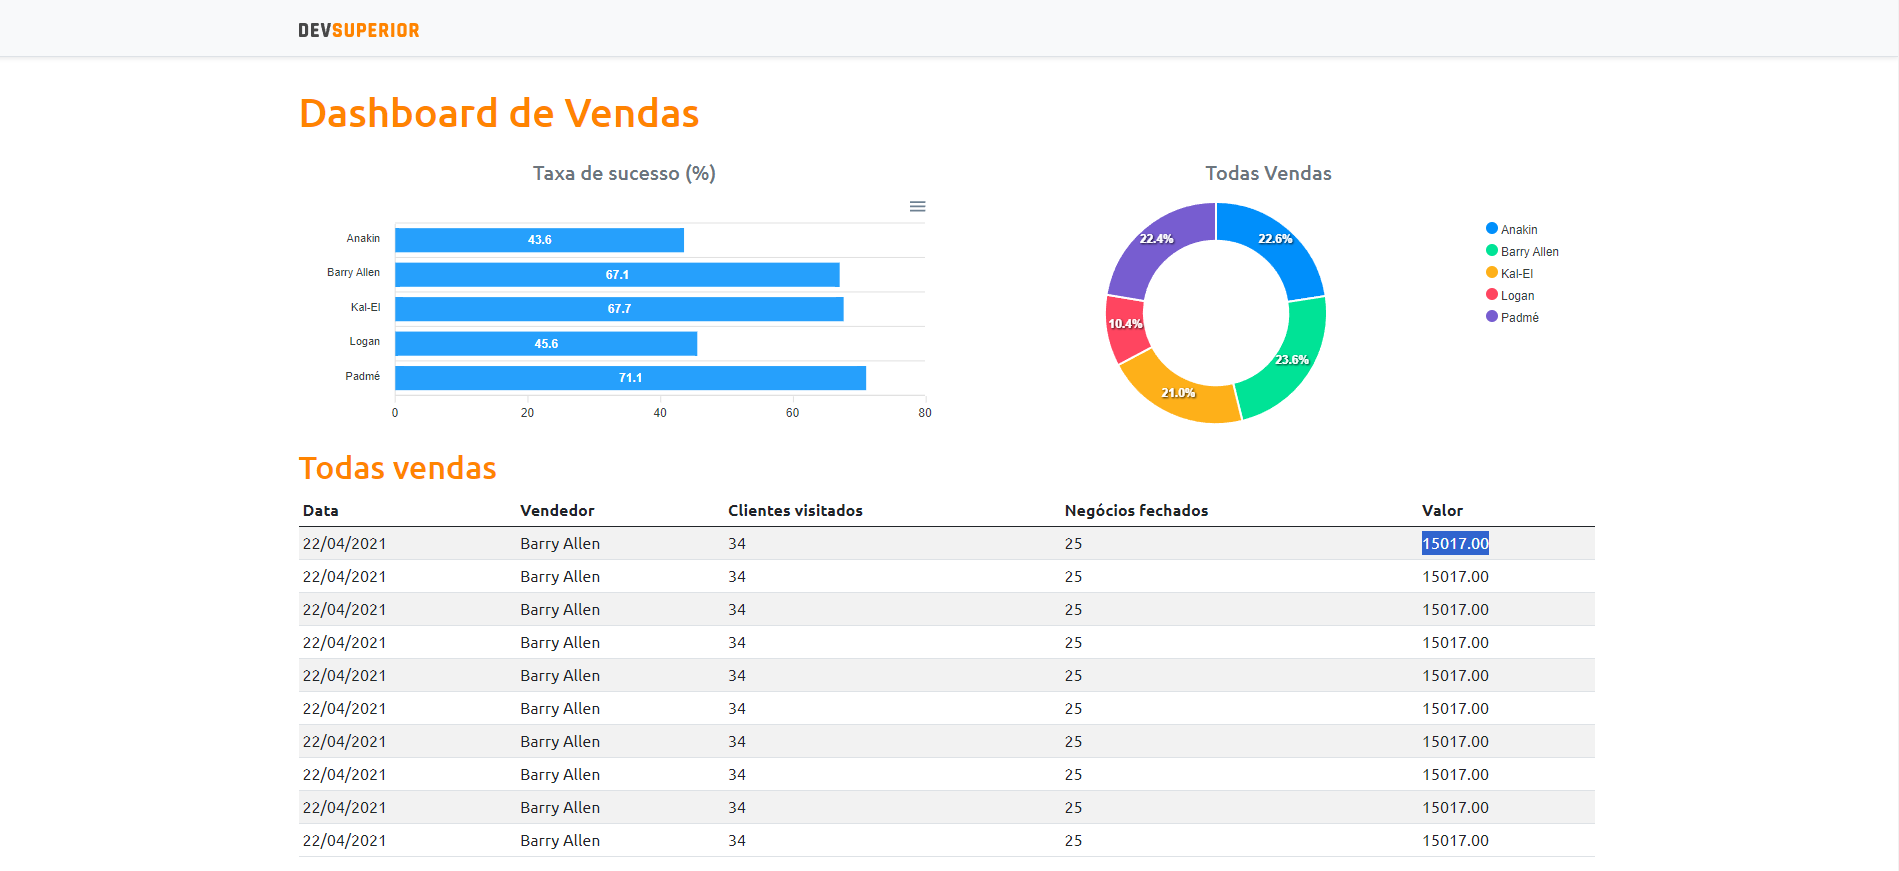 DEVSUPERIOR
Dashboard de Vendas
Taxa de sucesso (%)
Anakin 43.6
Barry Allen 67.1
Kal-El 67.7
Logan 45.6
Padmé 71.1
0 20 40 60 80
Todas Vendas
22.4% 22.6%
10.4%
23.6%
21.0%
Anakin
Barry Allen
Kal-El
Logan
Padmé
Todas vendas
Data Vendedor Clientes visitados Negócios fechados Valor
22/04/2021 Barry Allen 34 25 15017.00
22/04/2021 Barry Allen 34 25 15017.00
22/04/2021 Barry Allen 34 25 15017.00
22/04/2021 Barry Allen 34 25 15017.00
22/04/2021 Barry Allen 34 25 15017.00
22/04/2021 Barry Allen 34 25 15017.00
22/04/2021 Barry Allen 34 25 15017.00
22/04/2021 Barry Allen 34 25 15017.00
22/04/2021 Barry Allen 34 25 15017.00
22/04/2021 Barry Allen 34 25 15017.00